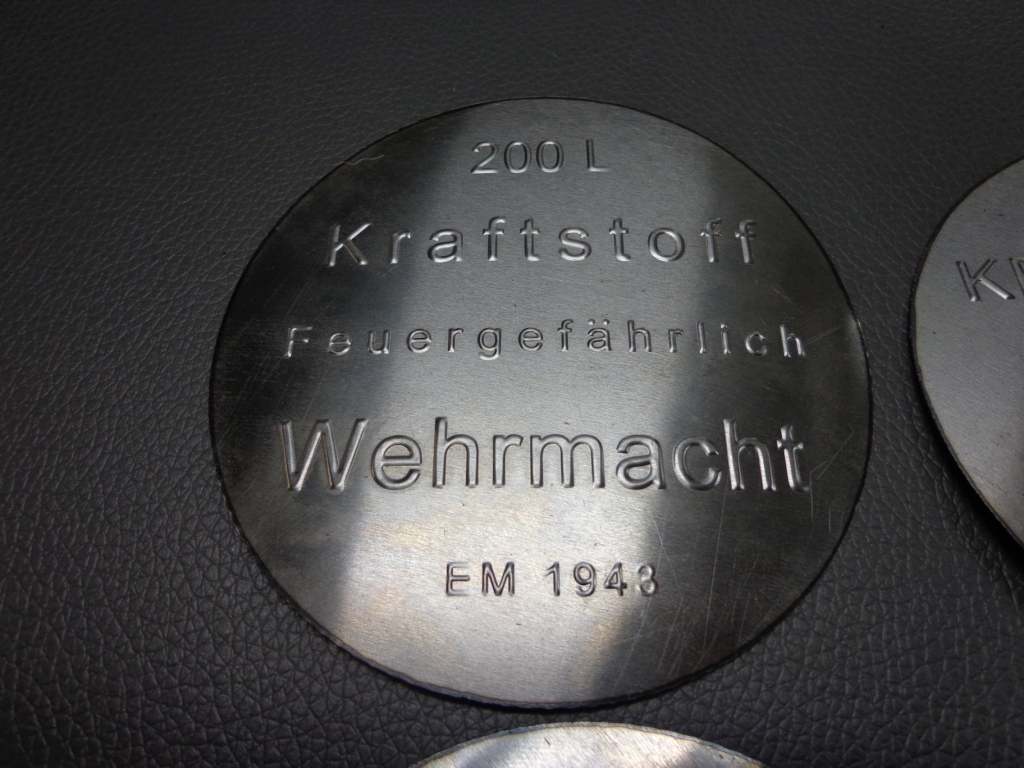 200 L
Kraftstoff
Feuergefährlich
Wehrmacht
EM 1943